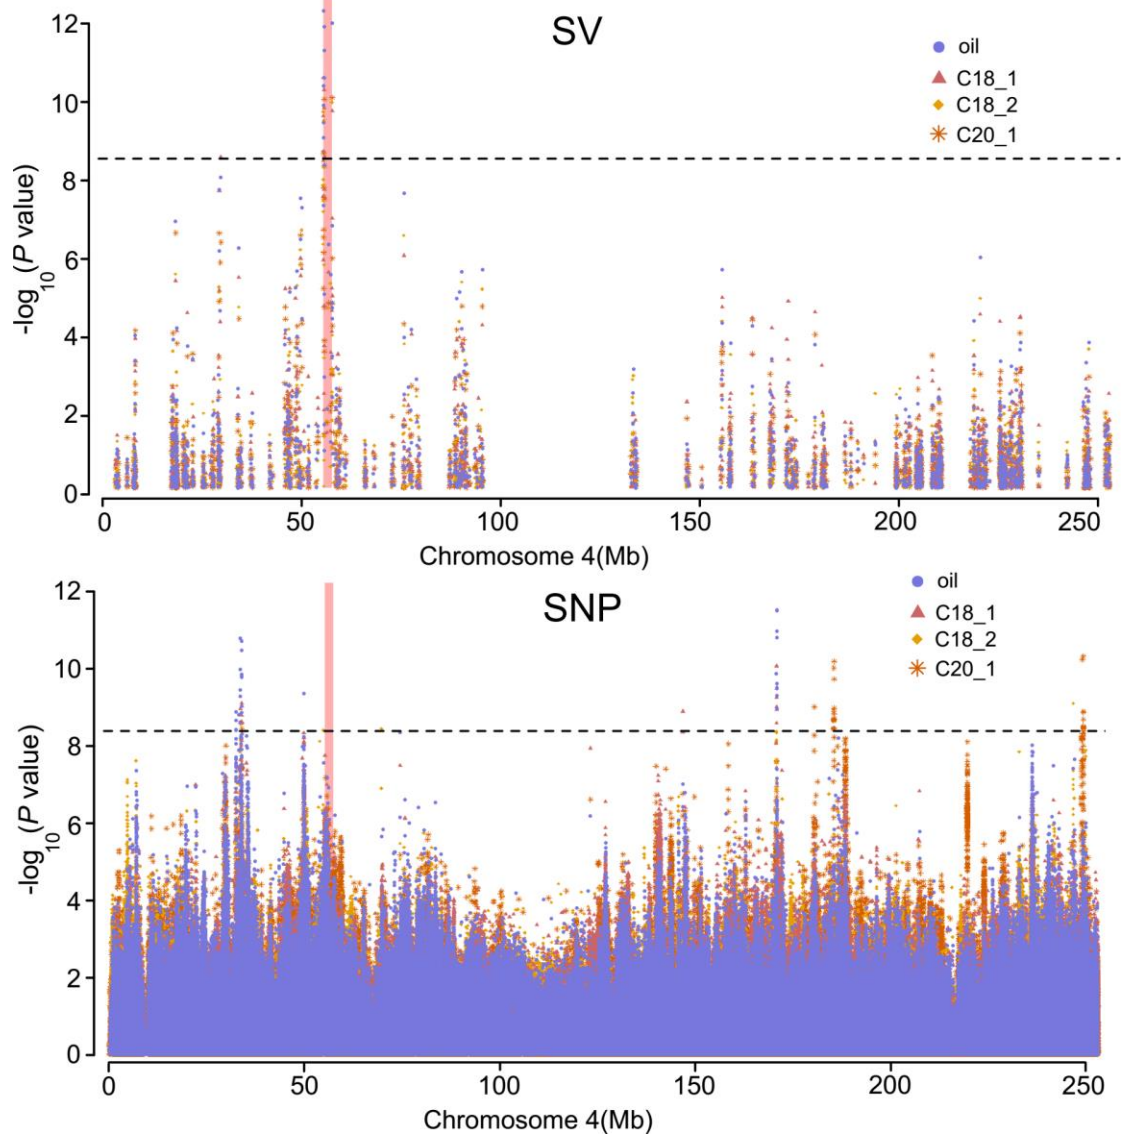 SV
oil
C18_1
C18_2
C20_1
-log10(P value)
12
10
8
6
4
2
0
0 50 100 150 200 250
Chromosome 4(Mb)
SNP
oil
C18_1
C18_2
C20_1
-log10(P value)
12
10
8
6
4
2
0
0 50 100 150 200 250
Chromosome 4(Mb)